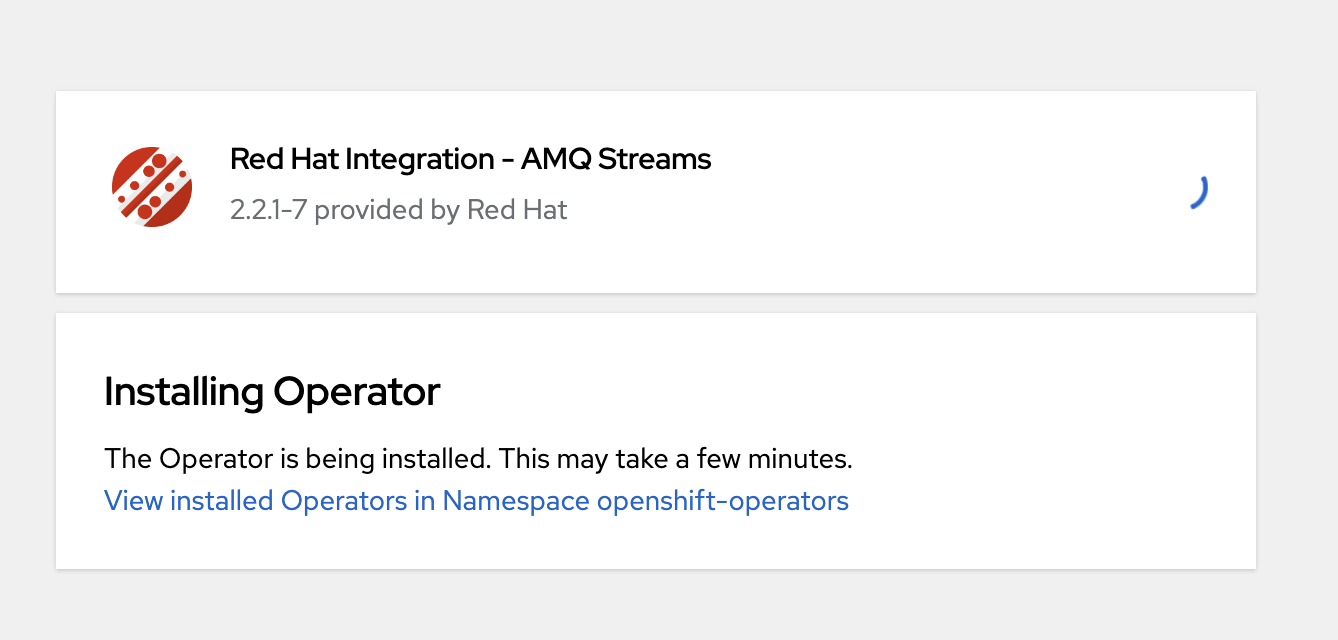 Red Hat Integration - AMQ Streams
2.2.1-7 provided by Red Hat
Installing Operator
The Operator is being installed. This may take a few minutes.
View installed Operators in Namespace openshift-operators